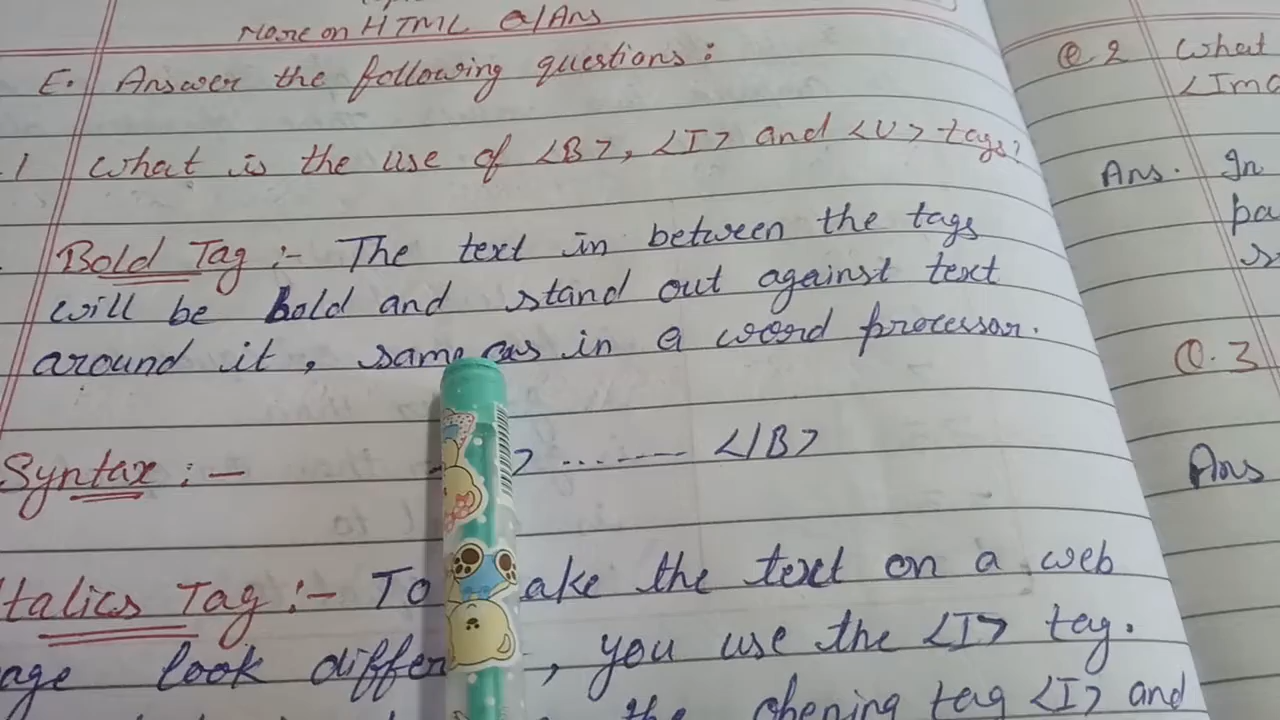 More on HTML Q/Ans
E. Answer the following questions :
1 What is the use of <B>, <I> and <U> tags?
Bold Tag :- The text in between the tags
will be bold and stand out against text
around it, same as in a word processor.
Syntax :- > ........ </B>
Italics Tag :- To ake the text on a web
age look differ , you use the <I> tag.
the opening tag <I> and
Q.2 What
<Im
Ans. In
pa
Q.3
Ans